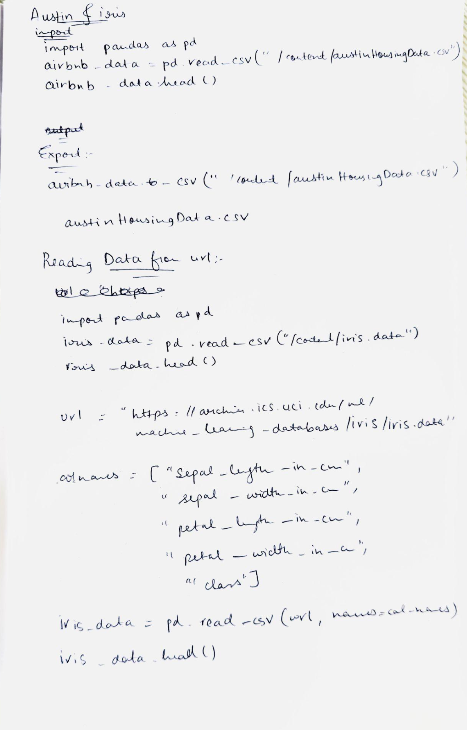 Austin & iris
import
import pandas as pd
airbnb_data = pd.read_csv("/content/austinHousingData.csv")
airbnb_data.head()
output
Export:-
airbnb_data.to_csv("/content/austinHousingData.csv")
austinHousingData.csv
Reading Data from url:-
import pandas as pd
iris_data = pd.read_csv("/content/iris.data")
iris_data.head()
url = "https://archive.ics.uci.edu/ml/
machine_learning_databases/iris/iris.data"
colnames = ["Sepal_length_in_cm",
"sepal_width_in_cm",
"petal_length_in_cm",
"petal_width_in_cm",
"class"]
iris_data = pd.read_csv(url, names=col_names)
iris_data.head()